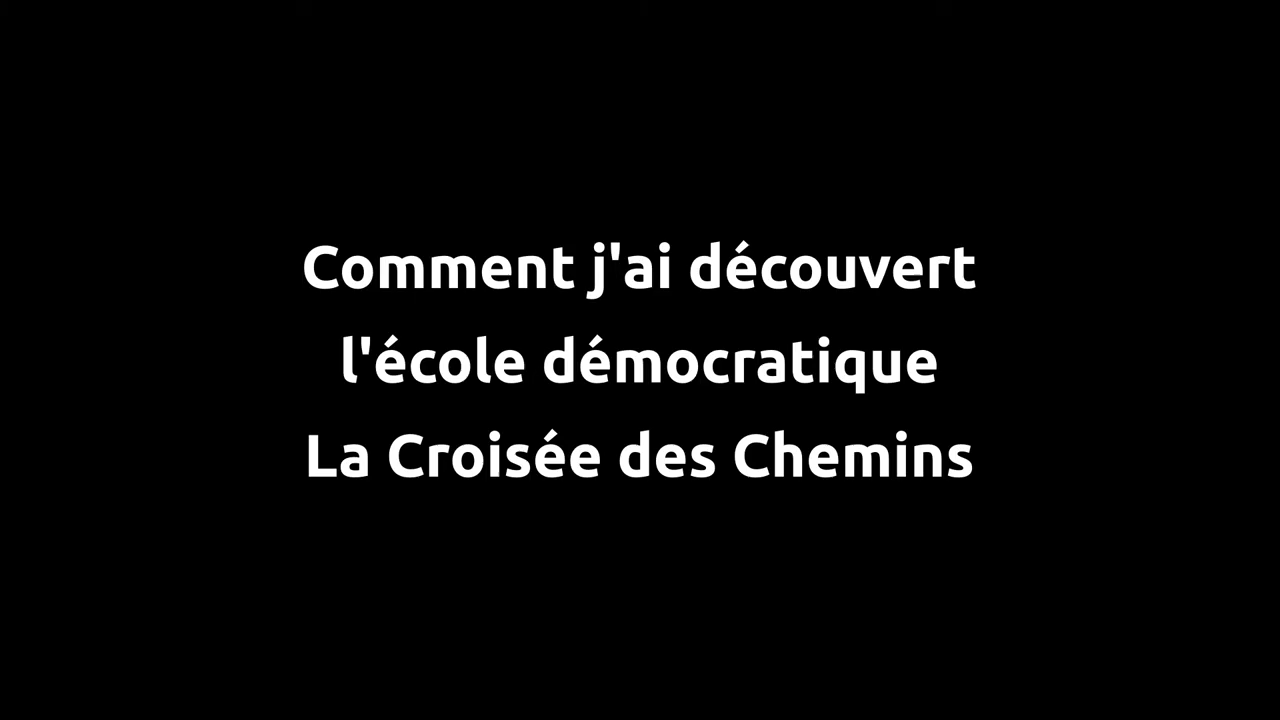 Comment j'ai découvert
l'école démocratique
La Croisée des Chemins